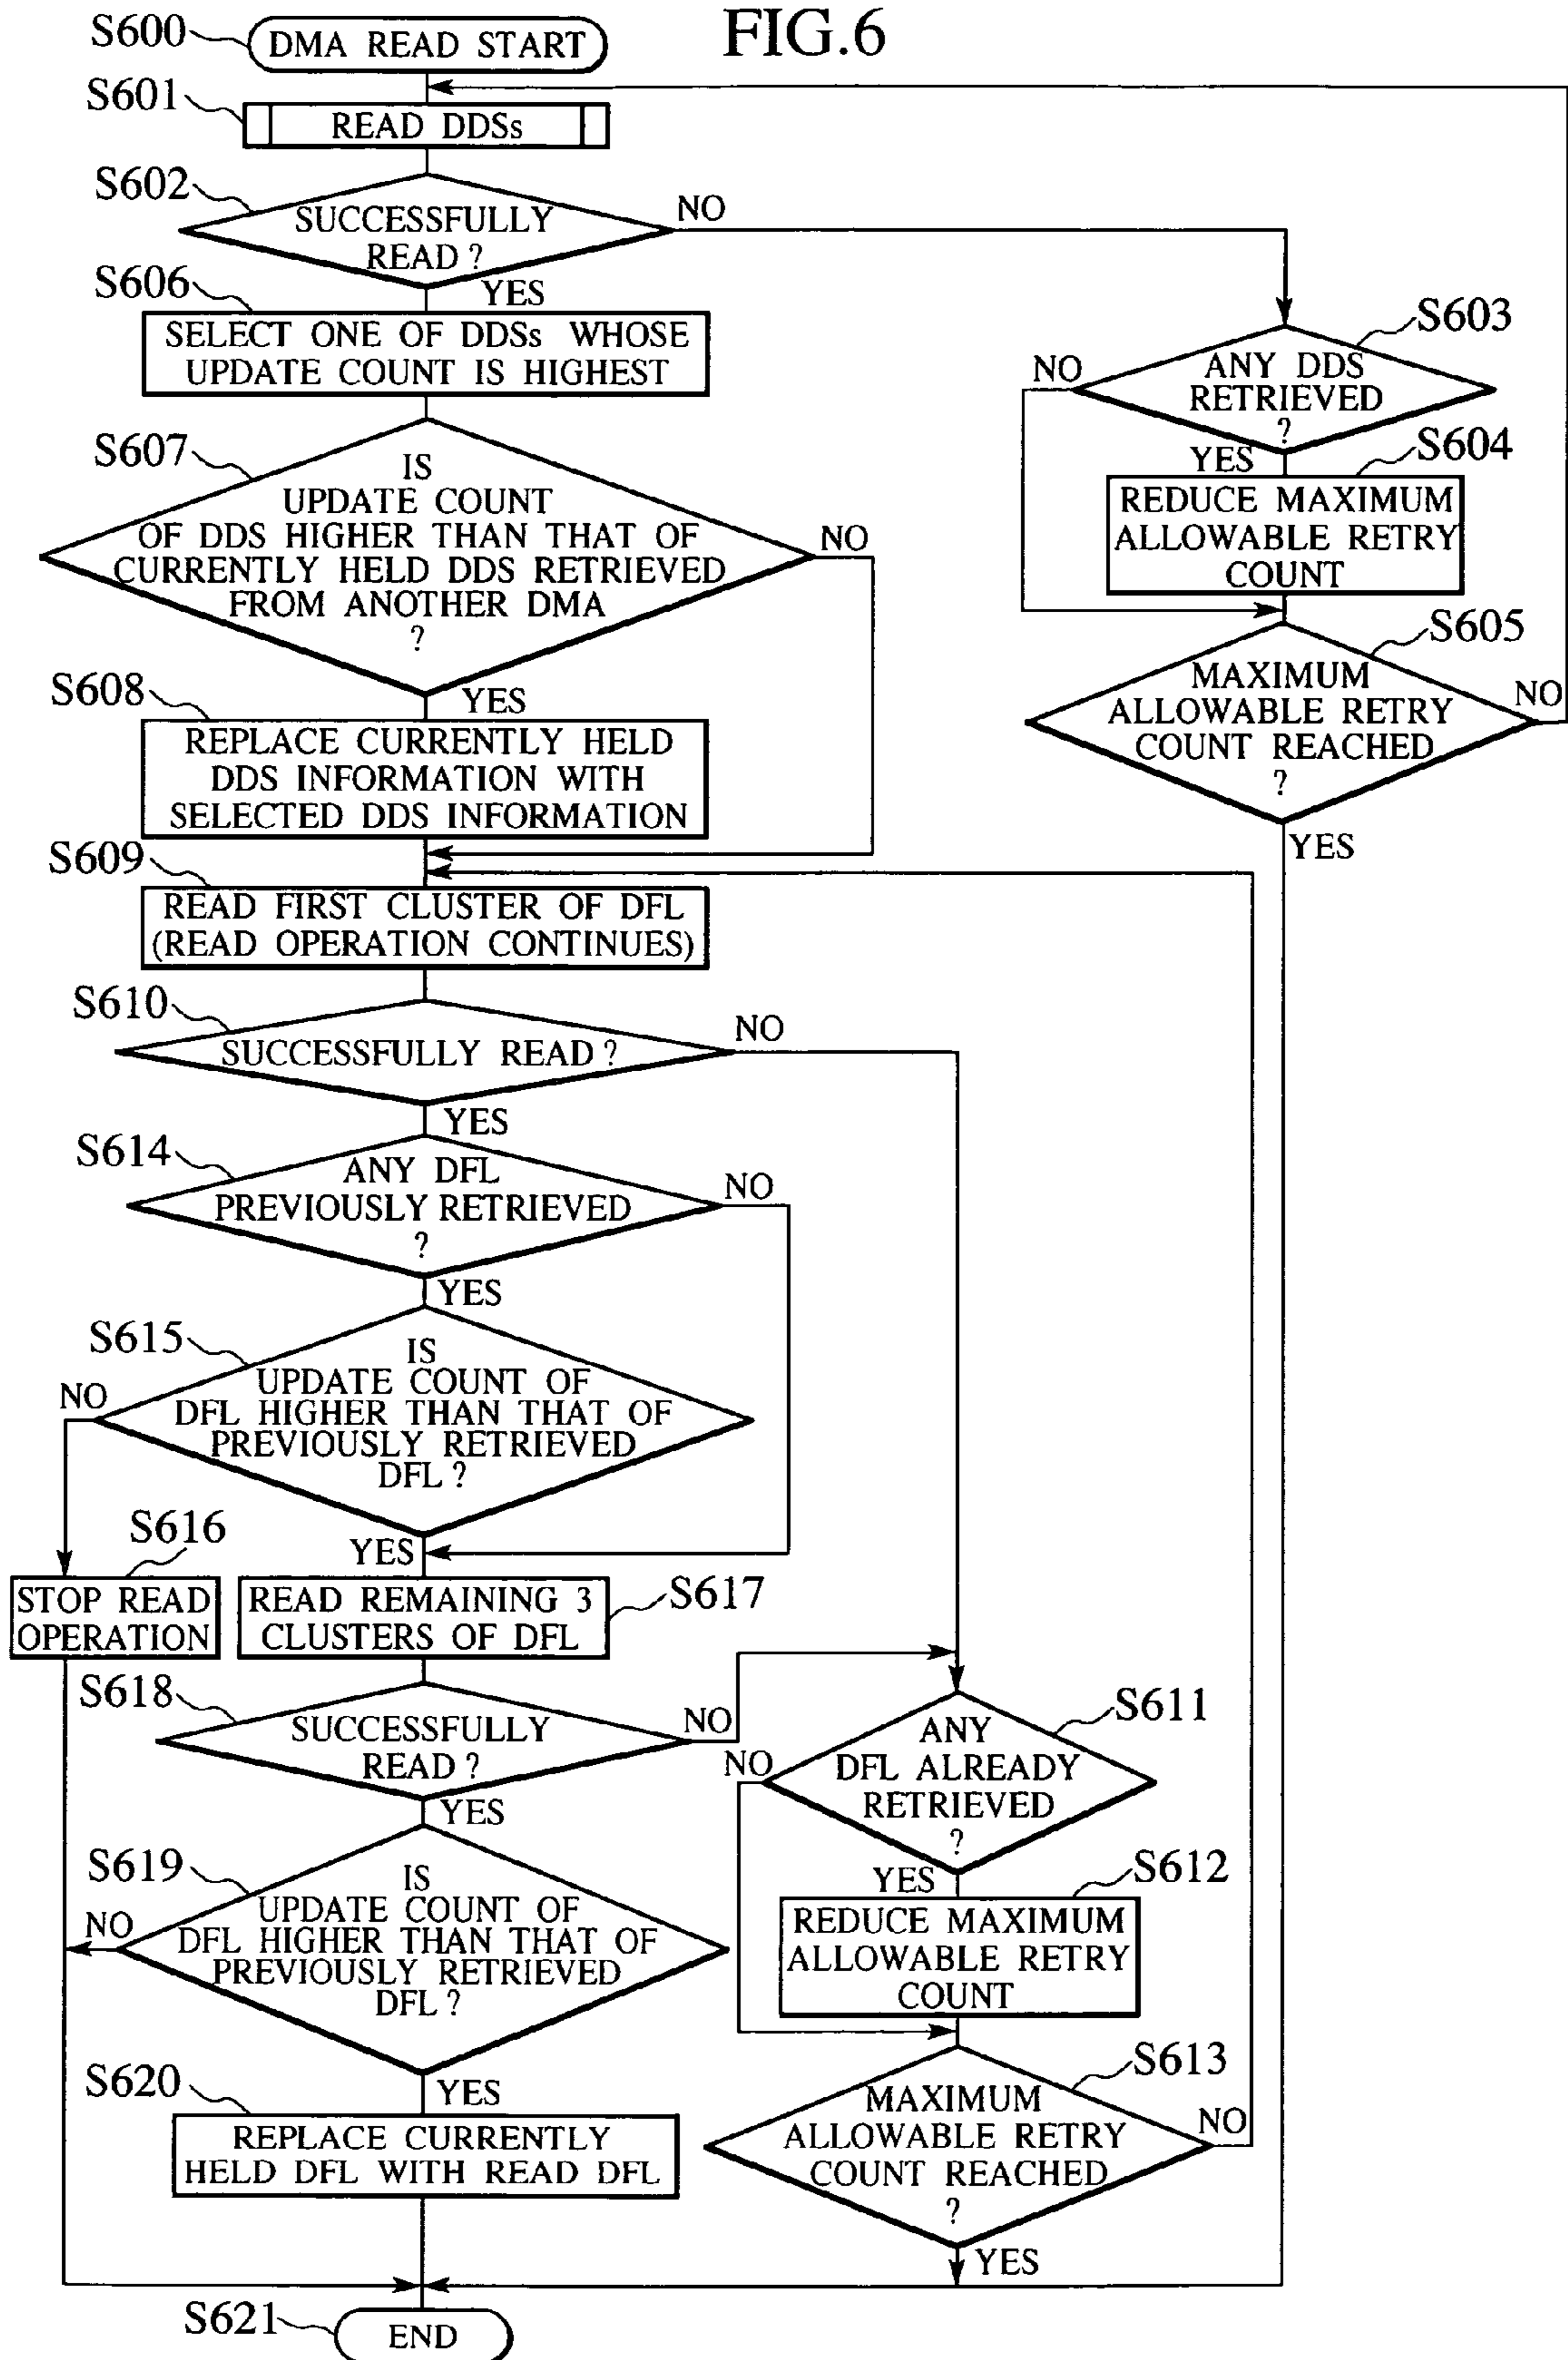 FIG.6
S600
DMA READ START
S601
READ DDSs
S602
SUCCESSFULLY
READ ?
NO
YES
S606
SELECT ONE OF DDSs WHOSE
UPDATE COUNT IS HIGHEST
S603
ANY DDS
RETRIEVED
?
NO
YES
S604
REDUCE MAXIMUM
ALLOWABLE RETRY
COUNT
S605
MAXIMUM
ALLOWABLE RETRY
COUNT REACHED
?
NO
YES
S607
IS
UPDATE COUNT
OF DDS HIGHER THAN THAT OF
CURRENTLY HELD DDS RETRIEVED
FROM ANOTHER DMA
?
NO
YES
S608
REPLACE CURRENTLY HELD
DDS INFORMATION WITH
SELECTED DDS INFORMATION
S609
READ FIRST CLUSTER OF DFL
(READ OPERATION CONTINUES)
S610
SUCCESSFULLY READ ?
NO
YES
S614
ANY DFL
PREVIOUSLY RETRIEVED
?
NO
YES
S615
IS
UPDATE COUNT OF
DFL HIGHER THAN THAT OF
PREVIOUSLY RETRIEVED
DFL ?
NO
YES
S616
STOP READ
OPERATION
S617
READ REMAINING 3
CLUSTERS OF DFL
S618
SUCCESSFULLY
READ ?
NO
YES
S611
ANY
DFL ALREADY
RETRIEVED
?
NO
YES
S612
REDUCE MAXIMUM
ALLOWABLE RETRY
COUNT
S613
MAXIMUM
ALLOWABLE RETRY
COUNT REACHED
?
NO
YES
S619
IS
UPDATE COUNT OF
DFL HIGHER THAN THAT OF
PREVIOUSLY RETRIEVED
DFL ?
NO
YES
S620
REPLACE CURRENTLY
HELD DFL WITH READ DFL
S621
END